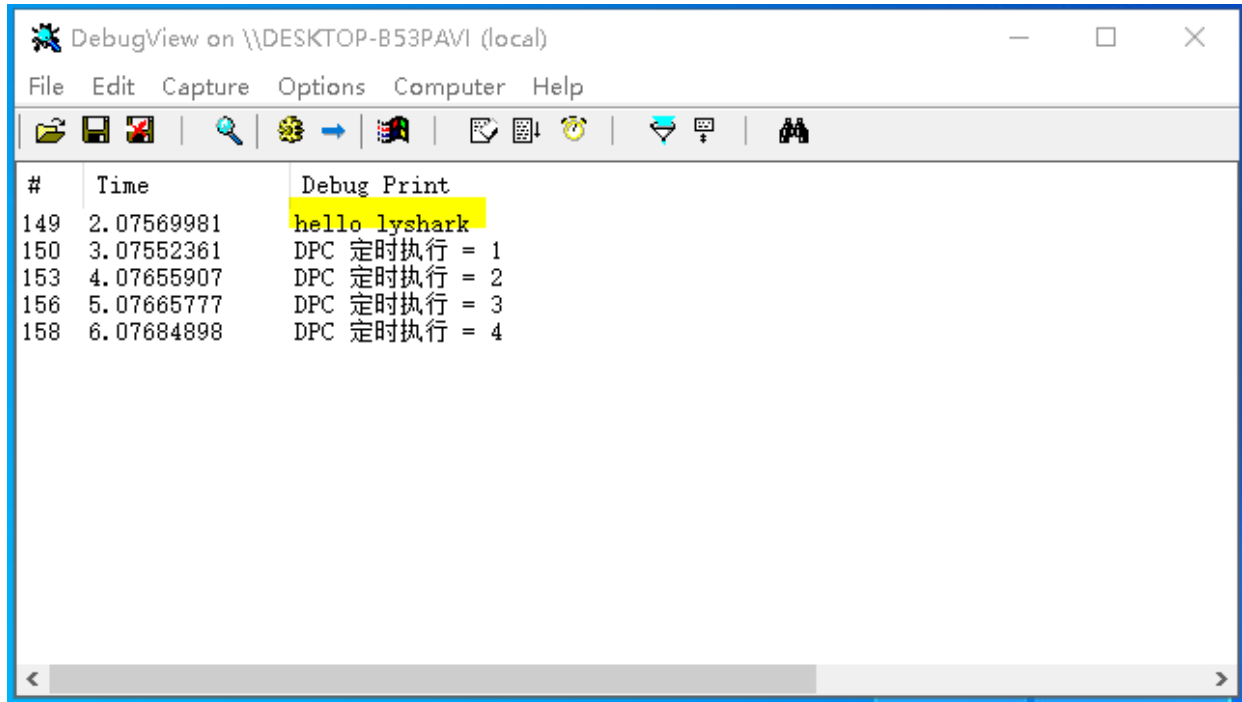 DebugView on \\DESKTOP-B53PAVI (local)
File Edit Capture Options Computer Help
# Time Debug Print
149 2.07569981 hello lyshark
150 3.07552361 DPC 定时执行 = 1
153 4.07655907 DPC 定时执行 = 2
156 5.07665777 DPC 定时执行 = 3
158 6.07684898 DPC 定时执行 = 4